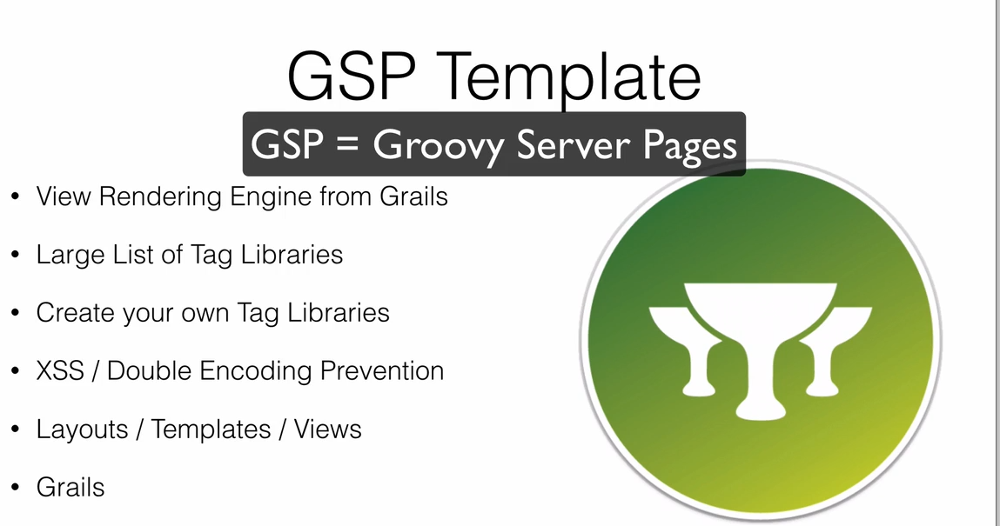 GSP Template
GSP = Groovy Server Pages
• View Rendering Engine from Grails
• Large List of Tag Libraries
• Create your own Tag Libraries
• XSS / Double Encoding Prevention
• Layouts / Templates / Views
• Grails